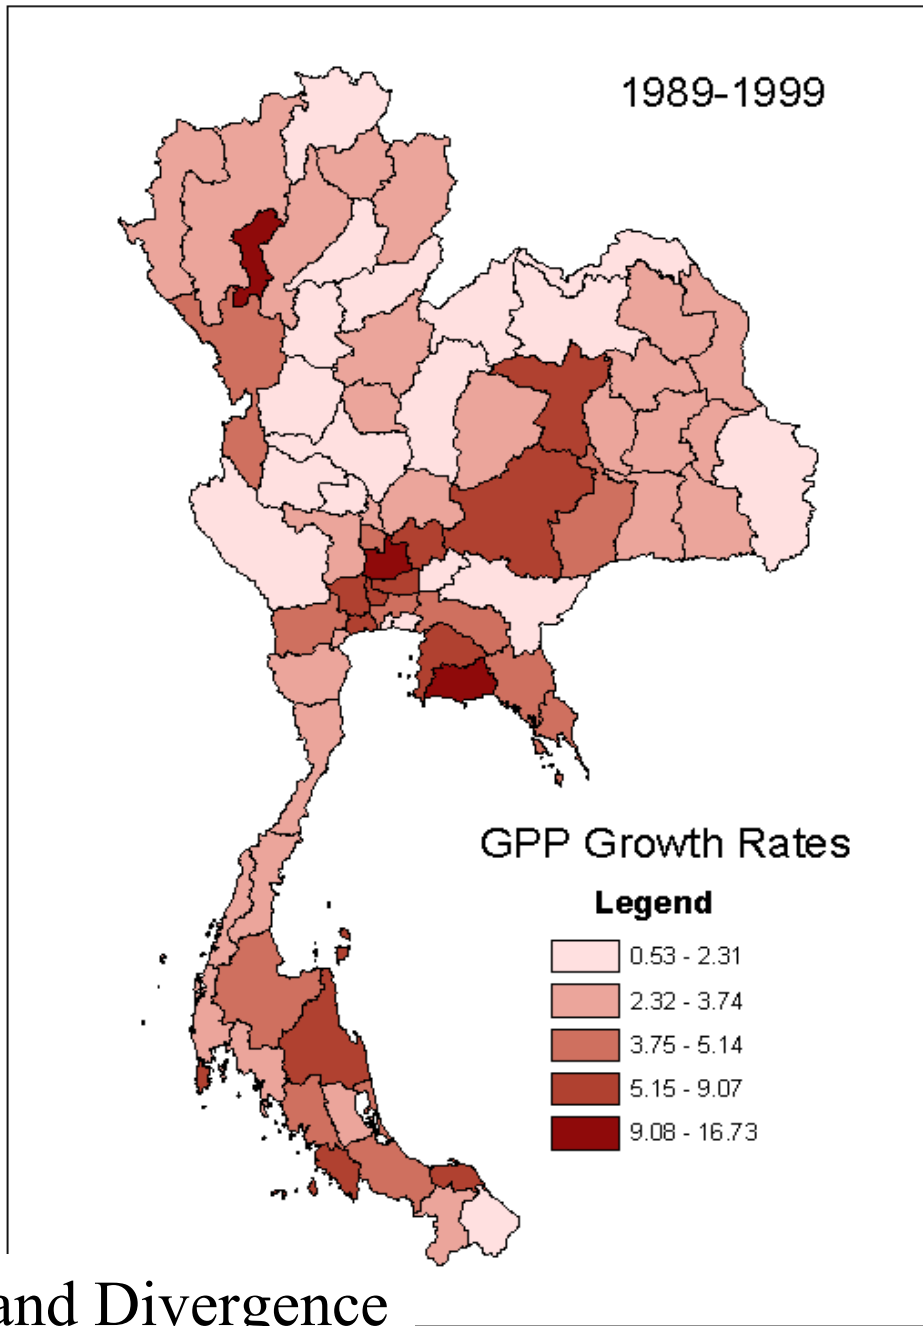 1989-1999
GPP Growth Rates
Legend
0.53 - 2.31
2.32 - 3.74
3.75 - 5.14
5.15 - 9.07
9.08 - 16.73
and Divergence